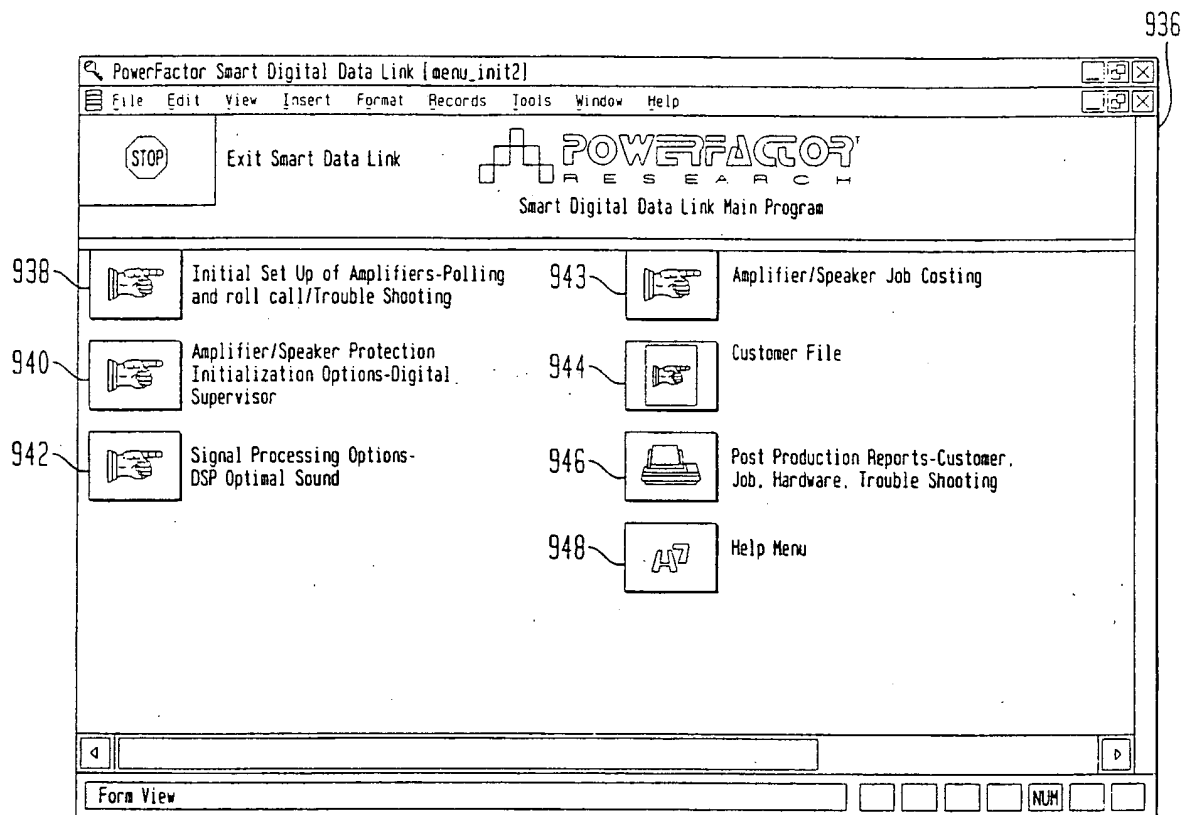 936
PowerFactor Smart Digital Data Link [menu_init2]
File Edit View Insert Format Records Tools Window Help
STOP
Exit Smart Data Link
POWERFACTOR
RESEARCH
Smart Digital Data Link Main Program
938
Initial Set Up of Amplifiers-Polling
and roll call/Trouble Shooting
940
Amplifier/Speaker Protection
Initialization Options-Digital
Supervisor
942
Signal Processing Options-
DSP Optimal Sound
943
Amplifier/Speaker Job Costing
944
Customer File
946
Post Production Reports-Customer,
Job, Hardware, Trouble Shooting
948
Help Menu
Form View
NUM